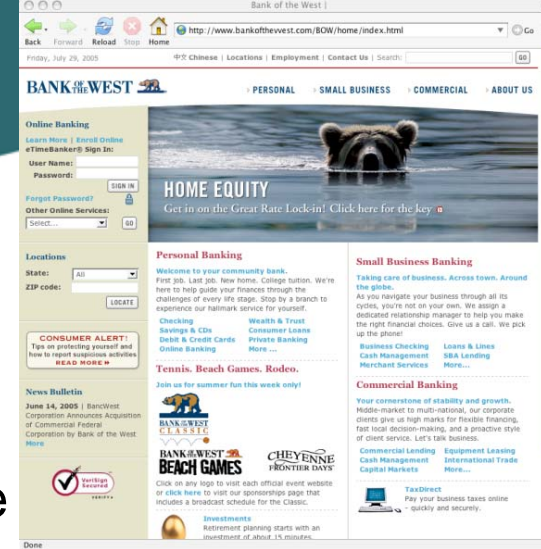 Bank of the West |
Back Forward Reload Stop Home
http://www.bankofthevvest.com/BOW/home/index.html
Go
Friday, July 29, 2005
中文 Chinese | Locations | Employment | Contact Us | Search:
GO
BANK OF THE WEST
PERSONAL
SMALL BUSINESS
COMMERCIAL
ABOUT US
Online Banking
Learn More | Enroll Online
eTimeBanker® Sign In:
User Name:
Password:
SIGN IN
Forgot Password?
Other Online Services:
Select...
GO
Locations
State: All
ZIP code:
LOCATE
CONSUMER ALERT!
Tips on protecting yourself and
how to report suspicious activities
READ MORE
News Bulletin
June 14, 2005 | BancWest
Corporation Announces Acquisition
of Commercial Federal
Corporation by Bank of the West
More
VeriSign
Secured
VERIFY
HOME EQUITY
Get in on the Great Rate Lock-in! Click here for the key
Personal Banking
Welcome to your community bank.
First job. Last job. New home. College tuition. We're
here to help guide your finances through the
challenges of every life stage. Stop by a branch to
experience our hallmark service for yourself.
Checking
Wealth & Trust
Savings & CDs
Consumer Loans
Debit & Credit Cards
Private Banking
Online Banking
More ...
Tennis. Beach Games. Rodeo.
Join us for summer fun this week only!
BANK OF THE WEST
CLASSIC
BANK OF THE WEST
BEACH GAMES
CHEYENNE
FRONTIER DAYS
Click on any logo to visit each official event website
or click here to visit our sponsorships page that
includes a broadcast schedule for the Classic.
Investments
Retirement planning starts with an
investment of about 15 minutes.
Small Business Banking
Taking care of business. Across town. Around
the globe.
As you navigate your business through all its
cycles, you're not on your own. We assign a
dedicated relationship manager to help you make
the right financial choices. Give us a call. We pick
up the phone!
Business Checking
Loans & Lines
Cash Management
SBA Lending
Merchant Services
More...
Commercial Banking
Your cornerstone of stability and growth.
Middle-market to multi-national, our corporate
clients give us high marks for flexible financing,
fast local decision-making, and a proactive style
of client service. Let's talk business.
Commercial Lending
Equipment Leasing
Cash Management
International Trade
Capital Markets
More...
TaxDirect
Pay your business taxes online
- quickly and securely.
e
Done